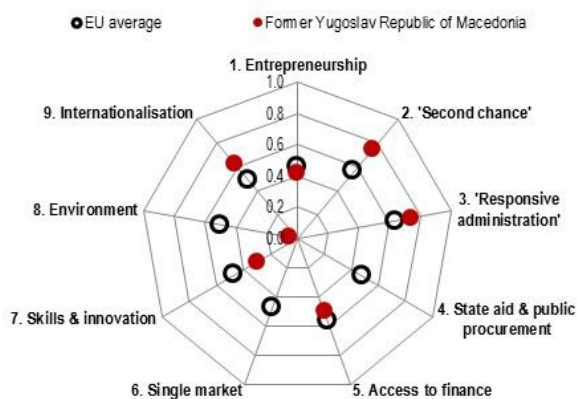 EU average
Former Yugoslav Republic of Macedonia
1. Entrepreneurship
1.0
9. Internationalisation
2. 'Second chance'
0.8
0.6
0.4
8. Environment
3. 'Responsive
administration'
0.2
0.0
7. Skills & innovation
4. State aid & public
procurement
6. Single market
5. Access to finance